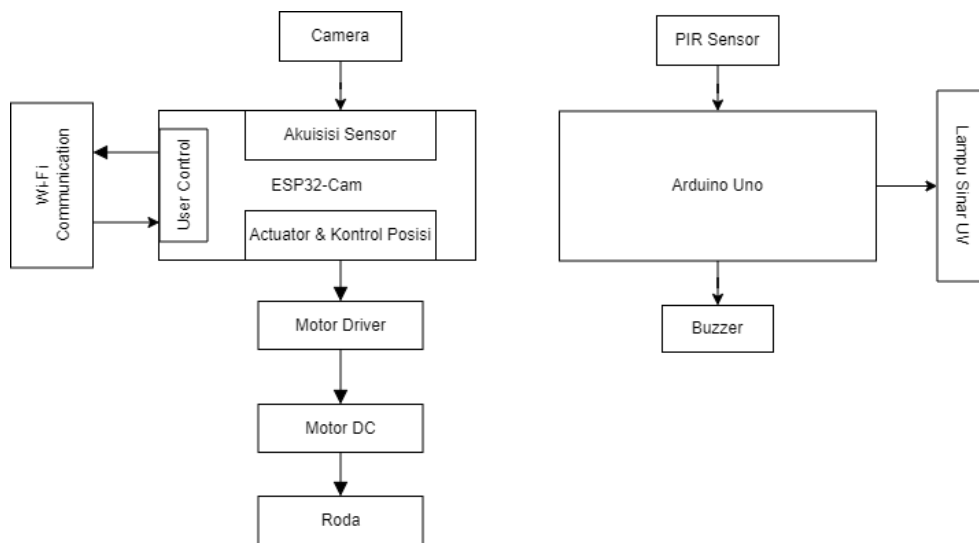 Camera
PIR Sensor
Wi-Fi
Communication
User Control
Akuisisi Sensor
ESP32-Cam
Actuator & Kontrol Posisi
Arduino Uno
Lampu Sinar UV
Motor Driver
Buzzer
Motor DC
Roda